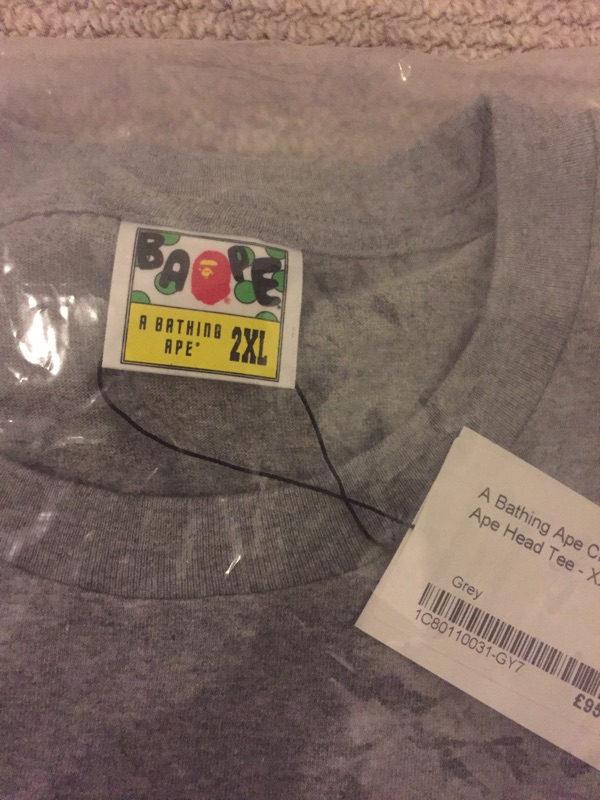 BAPE
A BATHING
APE® 2XL
A Bathing Ape
Ape Head Tee - X
Grey
1C80110031-GY7
£95